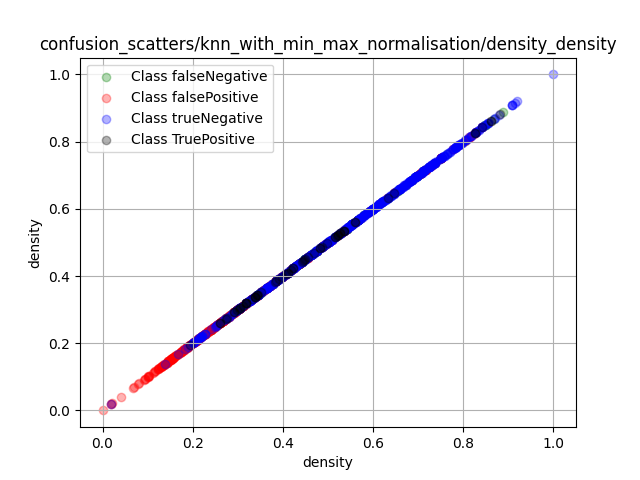 confusion_scatters/knn_with_min_max_normalisation/density_density
Class falseNegative
Class falsePositive
Class trueNegative
Class TruePositive
density
1.0
0.8
0.6
0.4
0.2
0.0
0.0 0.2 0.4 0.6 0.8 1.0
density